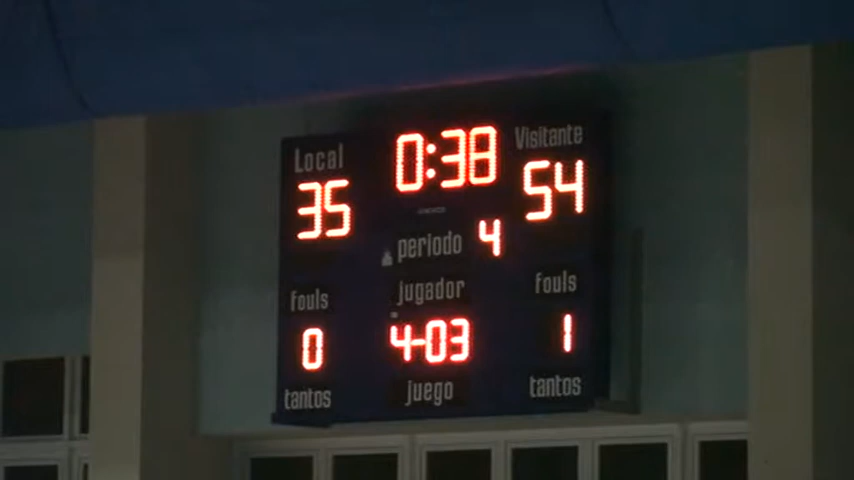 Local 0:38 Visitante
35 54
periodo 4
fouls jugador fouls
0 4-03 1
tantos juego tantos